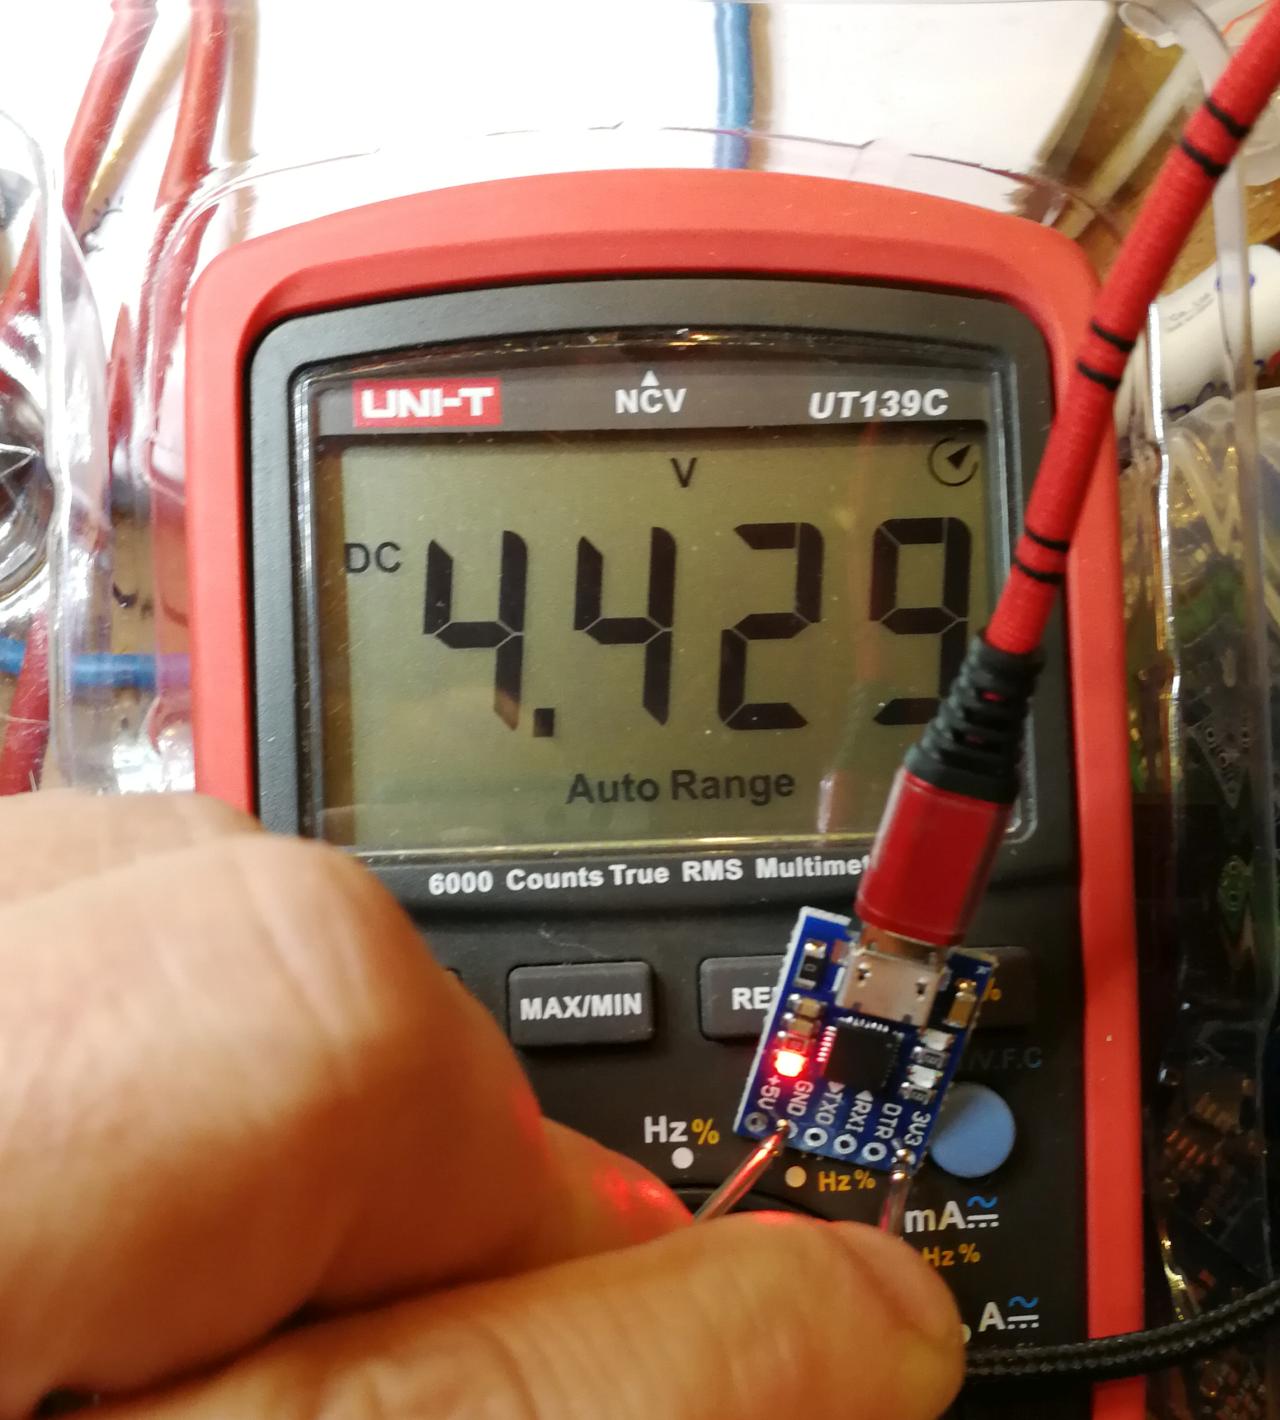 UNI-T
NCV
UT139C
V
DC
4.429
Auto Range
6000 Counts True RMS Multimet
MAX/MIN
RE
%
/V.F.C
+5V
GND
TXO
RXI
DTR
3V3
Hz%
Hz%
mA
Hz%
A